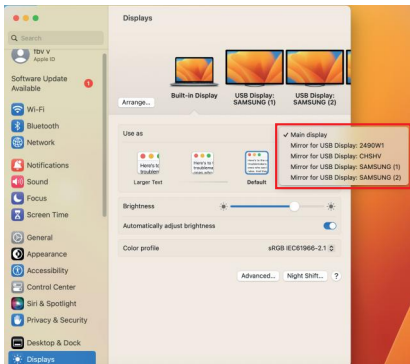 Displays
Search
fbv v
Apple ID
Software Update
Available
1
Wi-Fi
Bluetooth
Network
Notifications
Sound
Focus
Screen Time
General
Appearance
Accessibility
Control Center
Siri & Spotlight
Privacy & Security
Desktop & Dock
Displays
Arrange...
Built-in Display
USB Display:
SAMSUNG (1)
USB Display:
SAMSUNG (2)
Use as
✓ Main display
Mirror for USB Display: 2490W1
Mirror for USB Display: CHSHV
Mirror for USB Display: SAMSUNG (1)
Mirror for USB Display: SAMSUNG (2)
Larger Text
Default
Brightness
Automatically adjust brightness
Color profile
sRGB IEC61966-2.1
Advanced...
Night Shift...
?